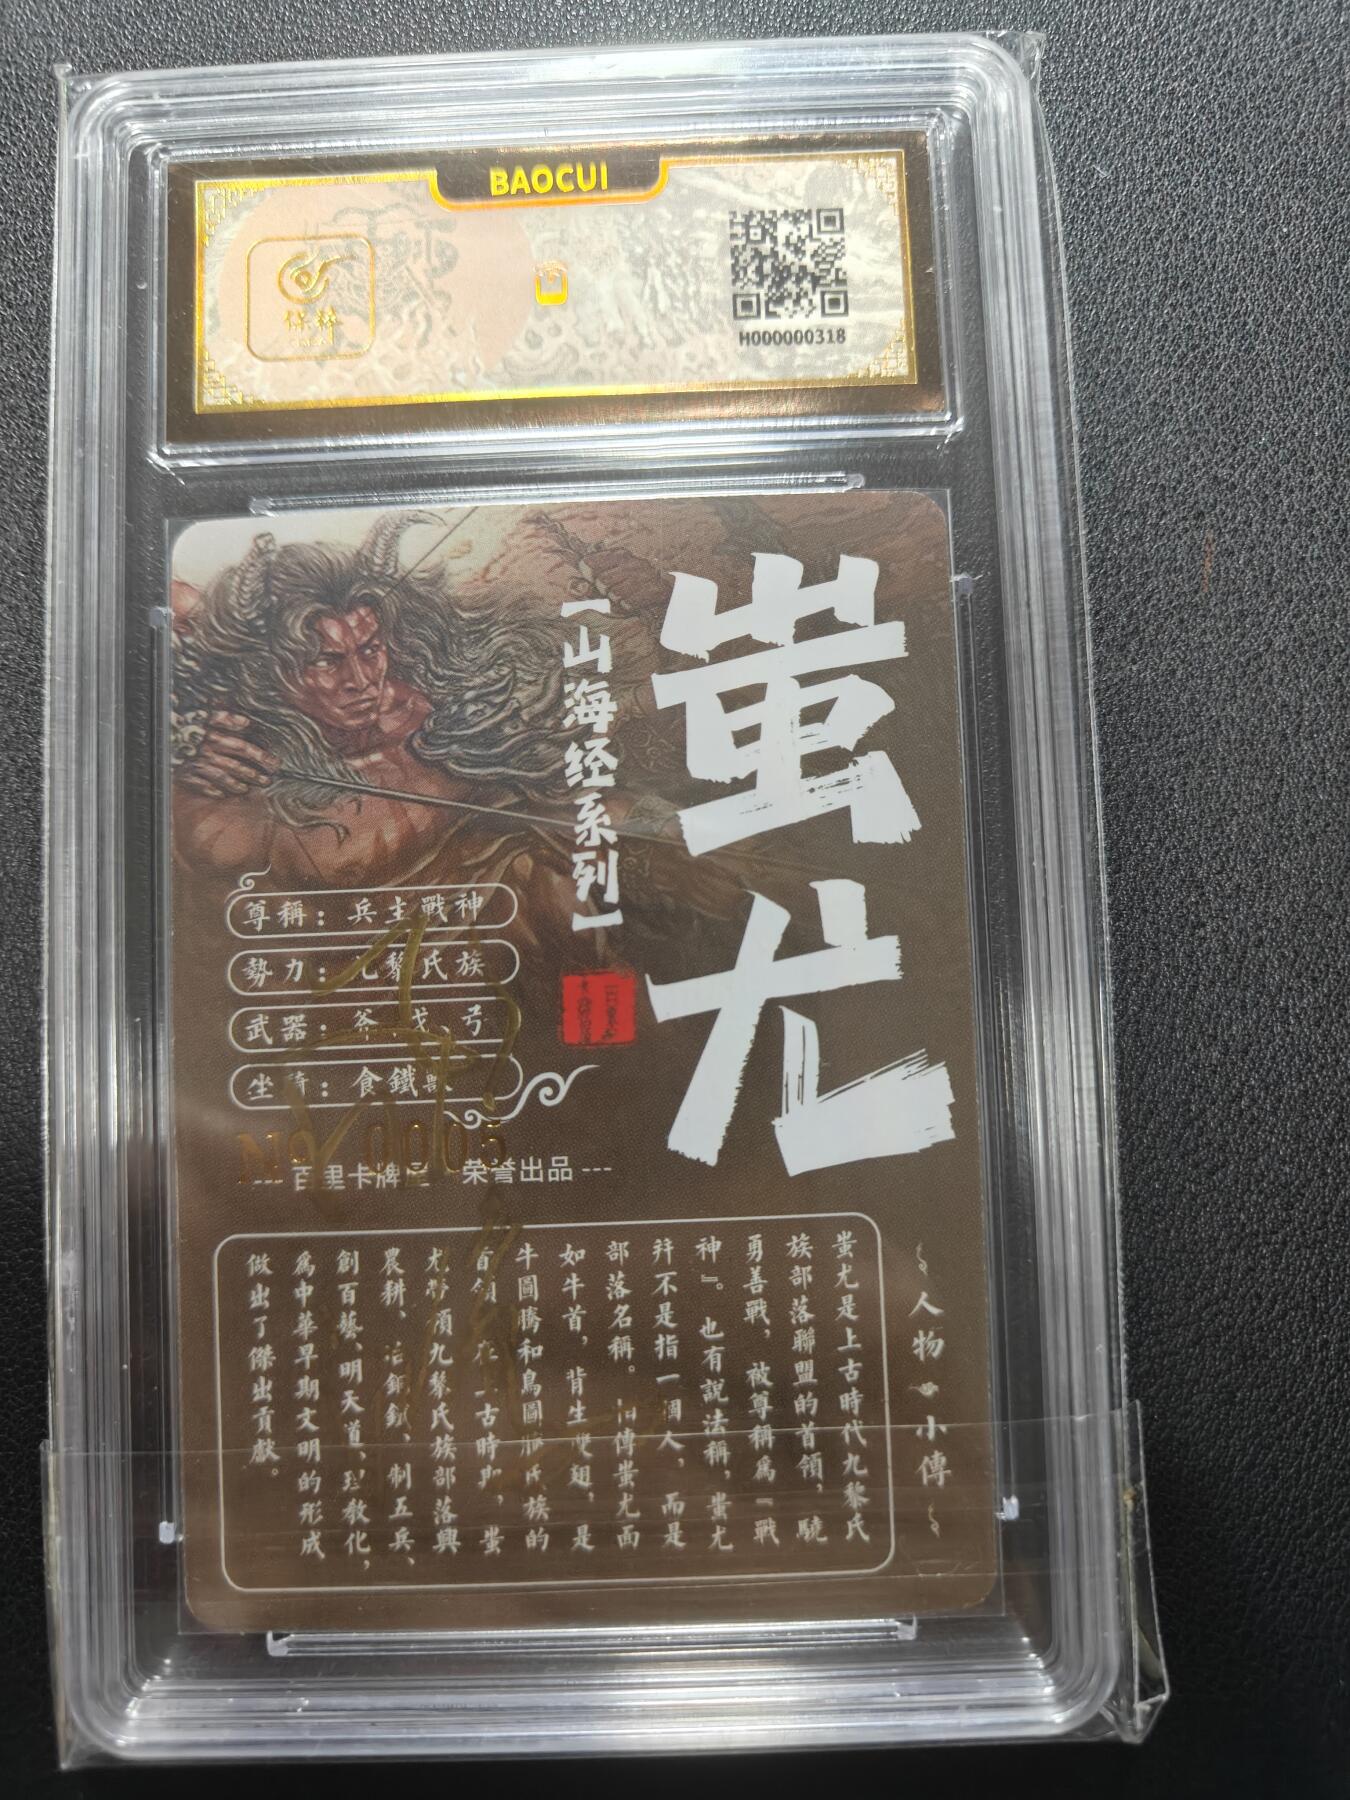 BAOCUI
保粹
H000000318
蚩尤
【山海经系列】
尊稱：兵主戰神
勢力：九黎氏族
武器：斧、戈、弓
坐騎：食鐵獸
NO.0005
--- 百里卡牌屋 荣誉出品 ---
人物小傳
蚩尤是上古時代九黎氏
族部落聯盟的首領，驍
勇善戰，被尊稱爲『戰
神』。也有說法稱，蚩尤
并不是指一個人，而是
部落名稱。相傳蚩尤面
如牛首，背生雙翅，是
牛圖騰和鳥圖騰氏族的
首領。在上古時期，蚩
尤帶領九黎氏族部落興
農耕、冶銅鐵、制五兵、
創百藝、明天道、理教化，
爲中華早期文明的形成
做出了傑出貢獻。